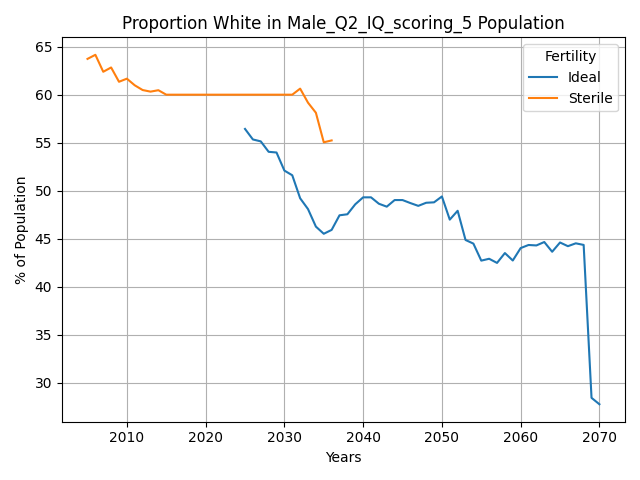 Proportion White in Male_Q2_IQ_scoring_5 Population
Fertility
Ideal
Sterile
% of Population
65
60
55
50
45
40
35
30
2010
2020
2030
2040
2050
2060
2070
Years